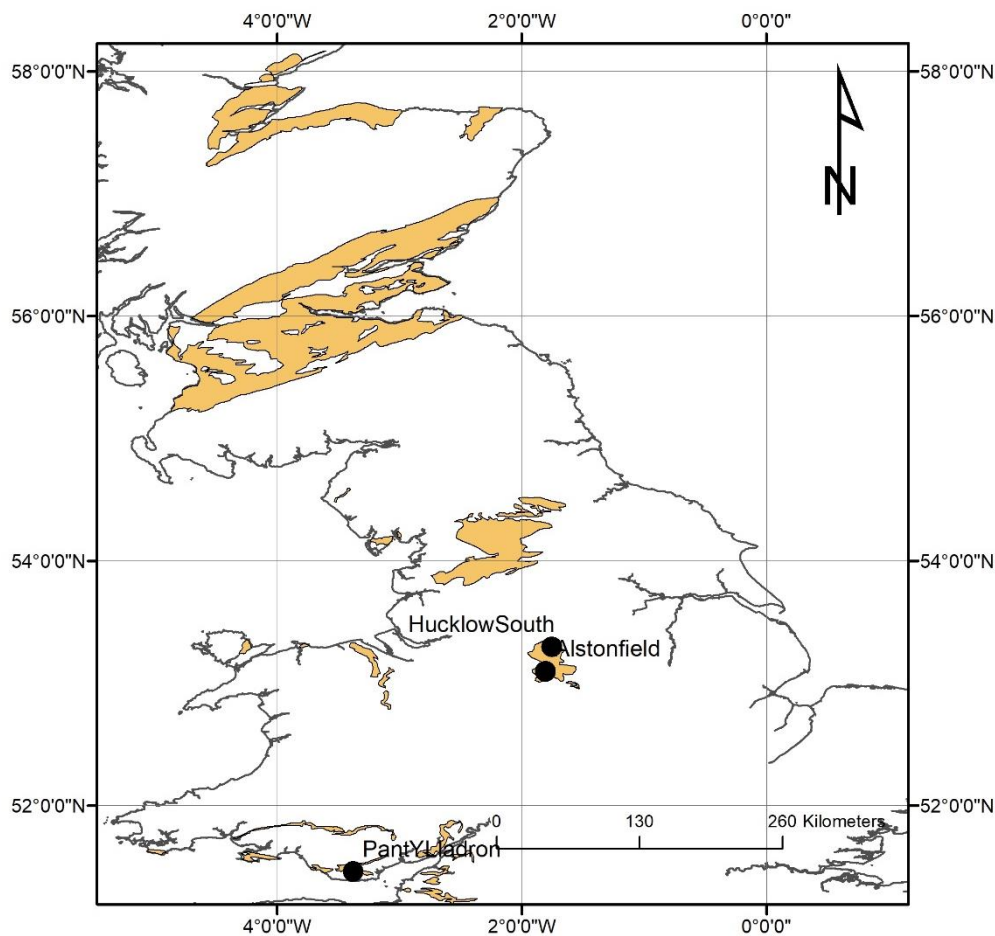 4°0'0"W 2°0'0"W 0°0'0"
58°0'0"N 58°0'0"N
N
56°0'0"N 56°0'0"N
54°0'0"N 54°0'0"N
HucklowSouth
Alstonfield
52°0'0"N 52°0'0"N
0 130 260 Kilometers
PantYLladron
4°0'0"W 2°0'0"W 0°0'0"